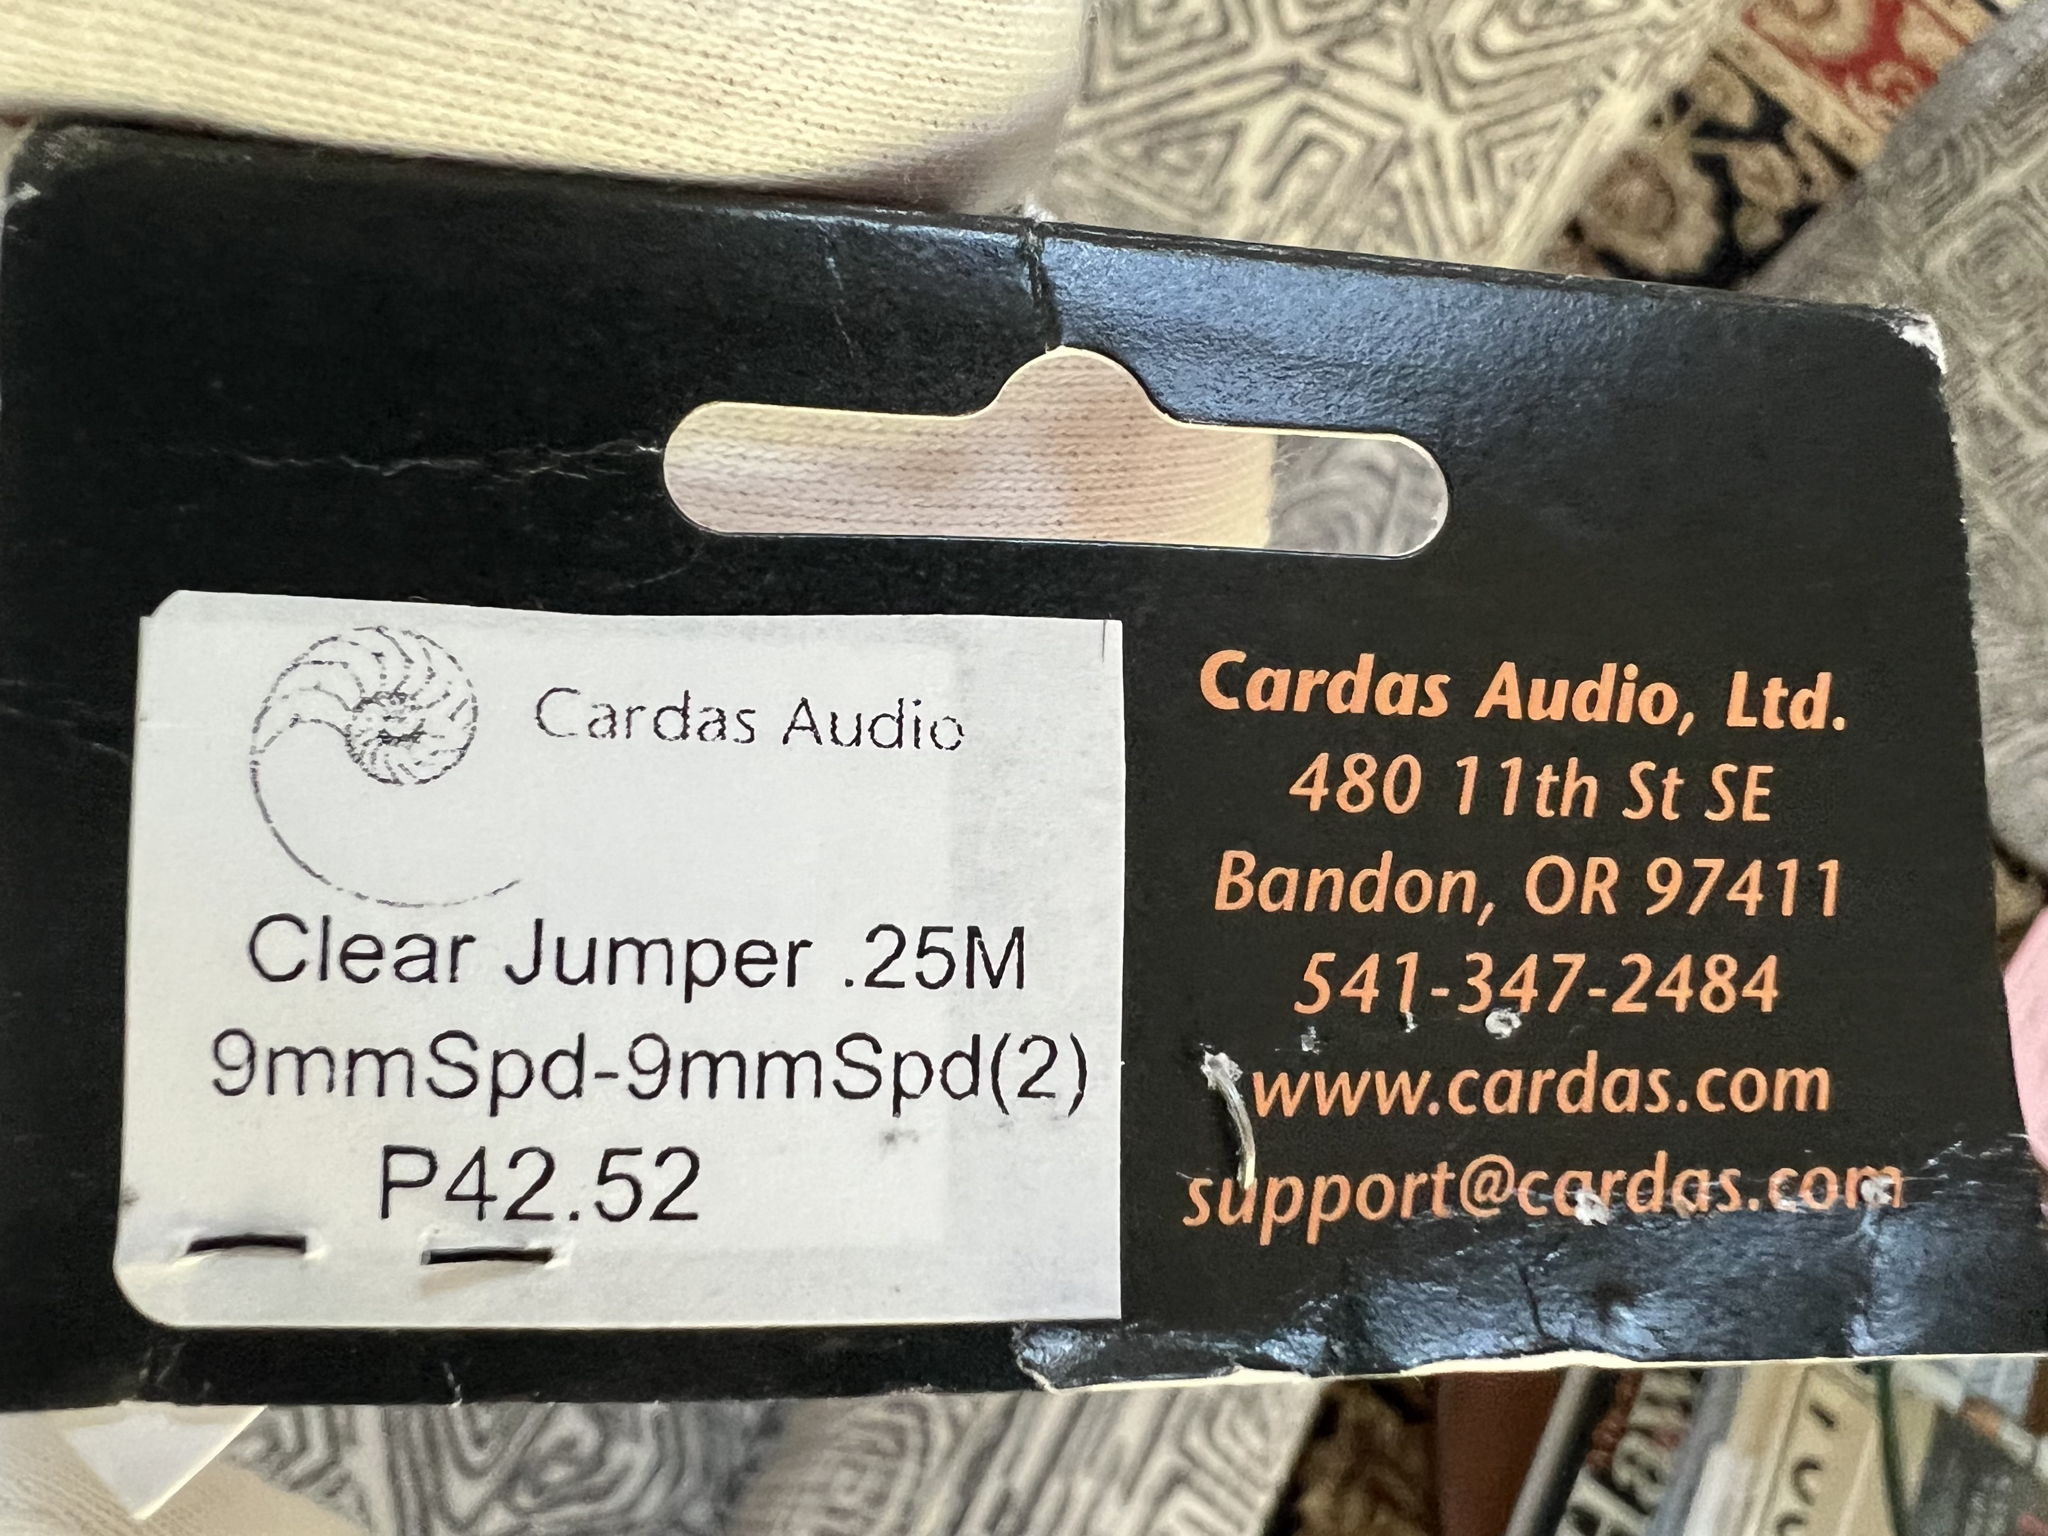 Cardas Audio
Clear Jumper .25M
9mmSpd-9mmSpd(2)
P42.52
Cardas Audio, Ltd.
480 11th St SE
Bandon, OR 97411
541-347-2484
www.cardas.com
support@cardas.com